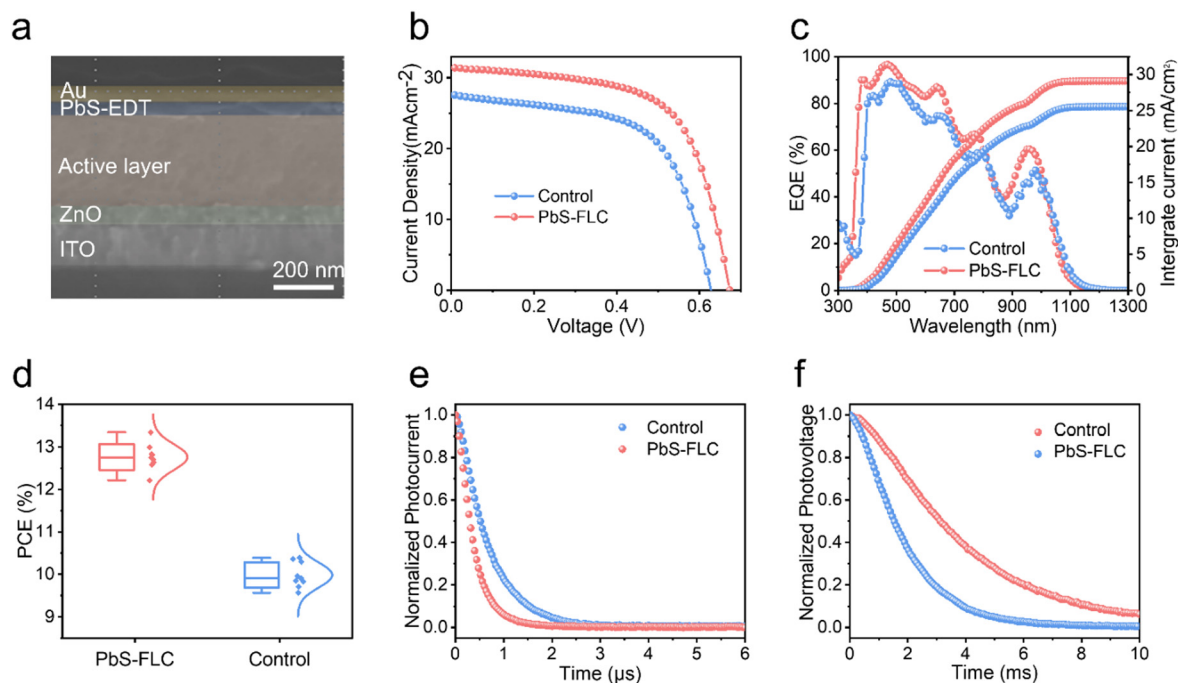 a
Au
PbS-EDT
Active layer
ZnO
ITO
200 nm
b
Current Density(mAcm−2)
30
20
10
0
Control
PbS-FLC
0.0 0.2 0.4 0.6
Voltage (V)
c
EQE (%)
100
80
60
40
20
0
Control
PbS-FLC
30
25
20
15
10
5
0
Intergrate current (mA/cm²)
300 500 700 900 1100 1300
Wavelength (nm)
d
PCE (%)
14
13
12
11
10
9%
PbS-FLC Control
e
Normalized Photocurrent
1.0
0.8
0.6
0.4
0.2
0.0
Control
PbS-FLC
0 1 2 3 4 5 6
Time (µs)
f
Normalized Photovoltage
1.0
0.8
0.6
0.4
0.2
0.0
Control
PbS-FLC
0 2 4 6 8 10
Time (ms)